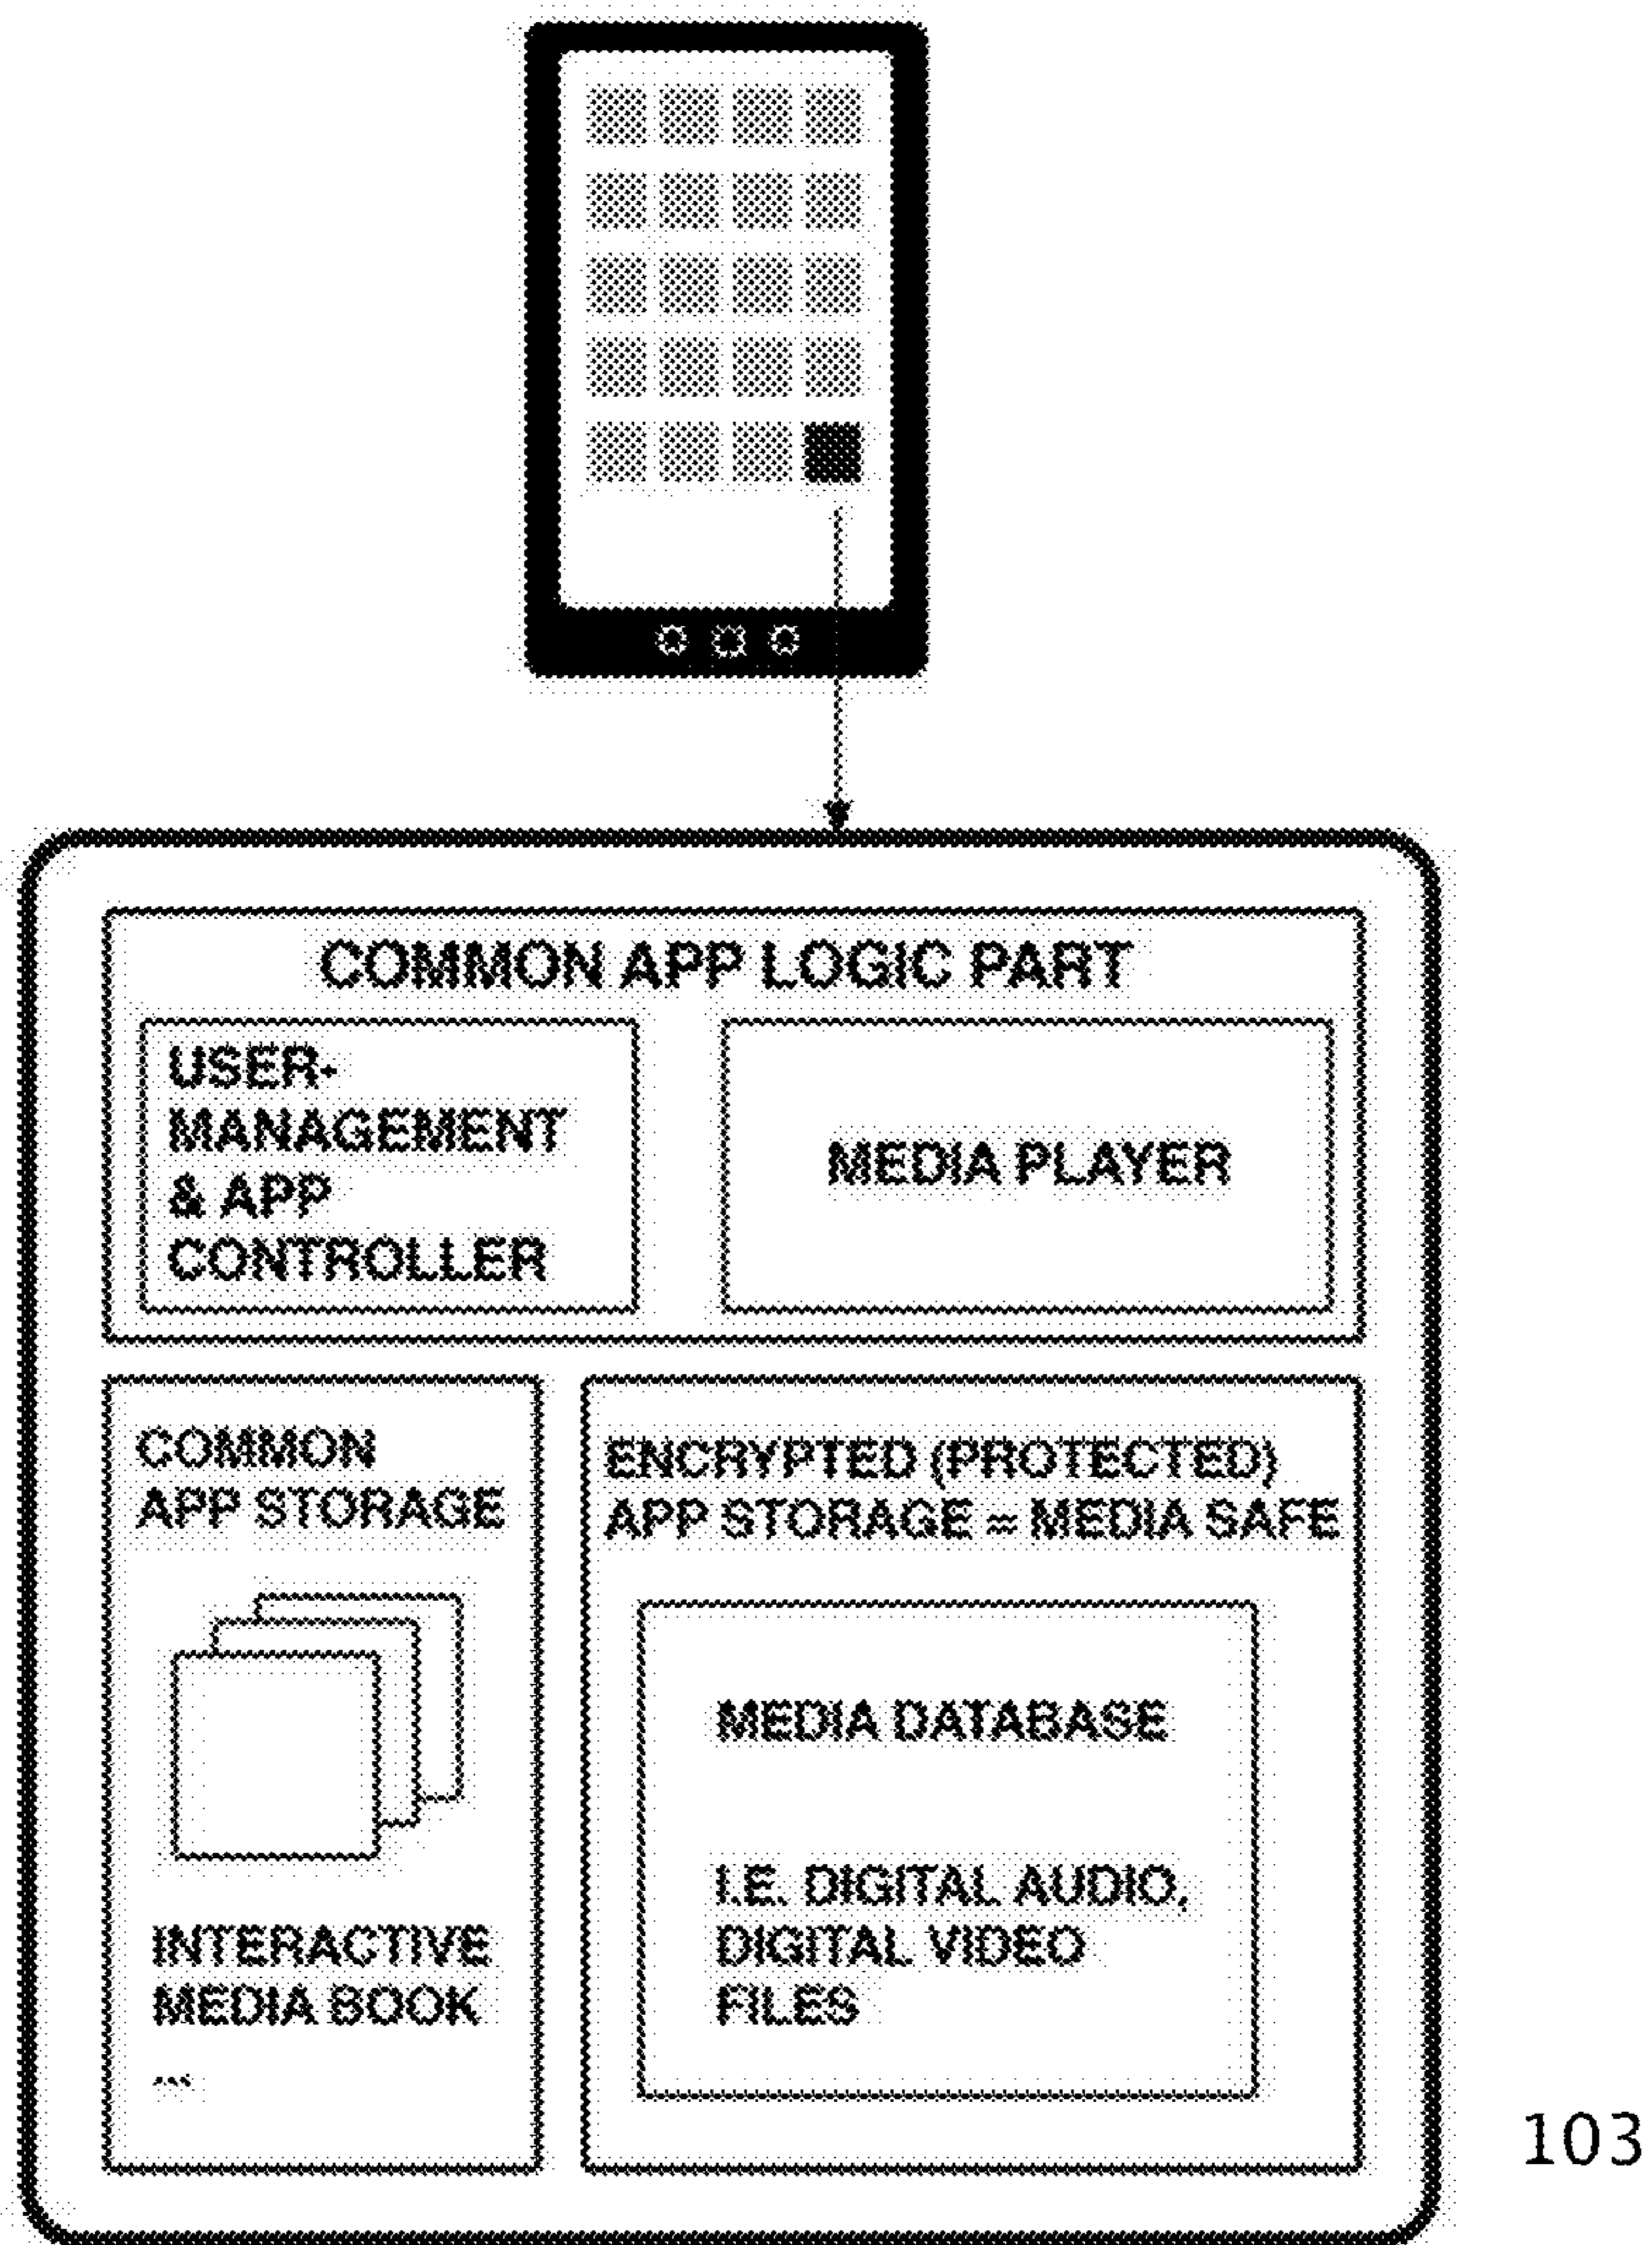 COMMON APP LOGIC PART
USER-
MANAGEMENT
& APP
CONTROLLER
MEDIA PLAYER
COMMON
APP STORAGE
INTERACTIVE
MEDIA BOOK
...
ENCRYPTED (PROTECTED)
APP STORAGE = MEDIA SAFE
MEDIA DATABASE
I.E. DIGITAL AUDIO,
DIGITAL VIDEO
FILES
103